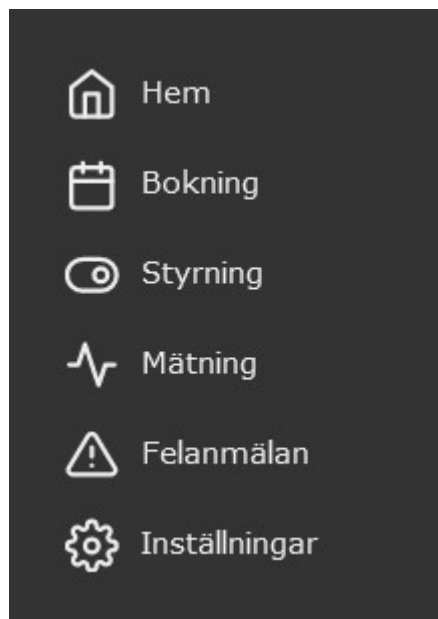 Hem
Bokning
Styrning
Mätning
Felanmälan
Inställningar